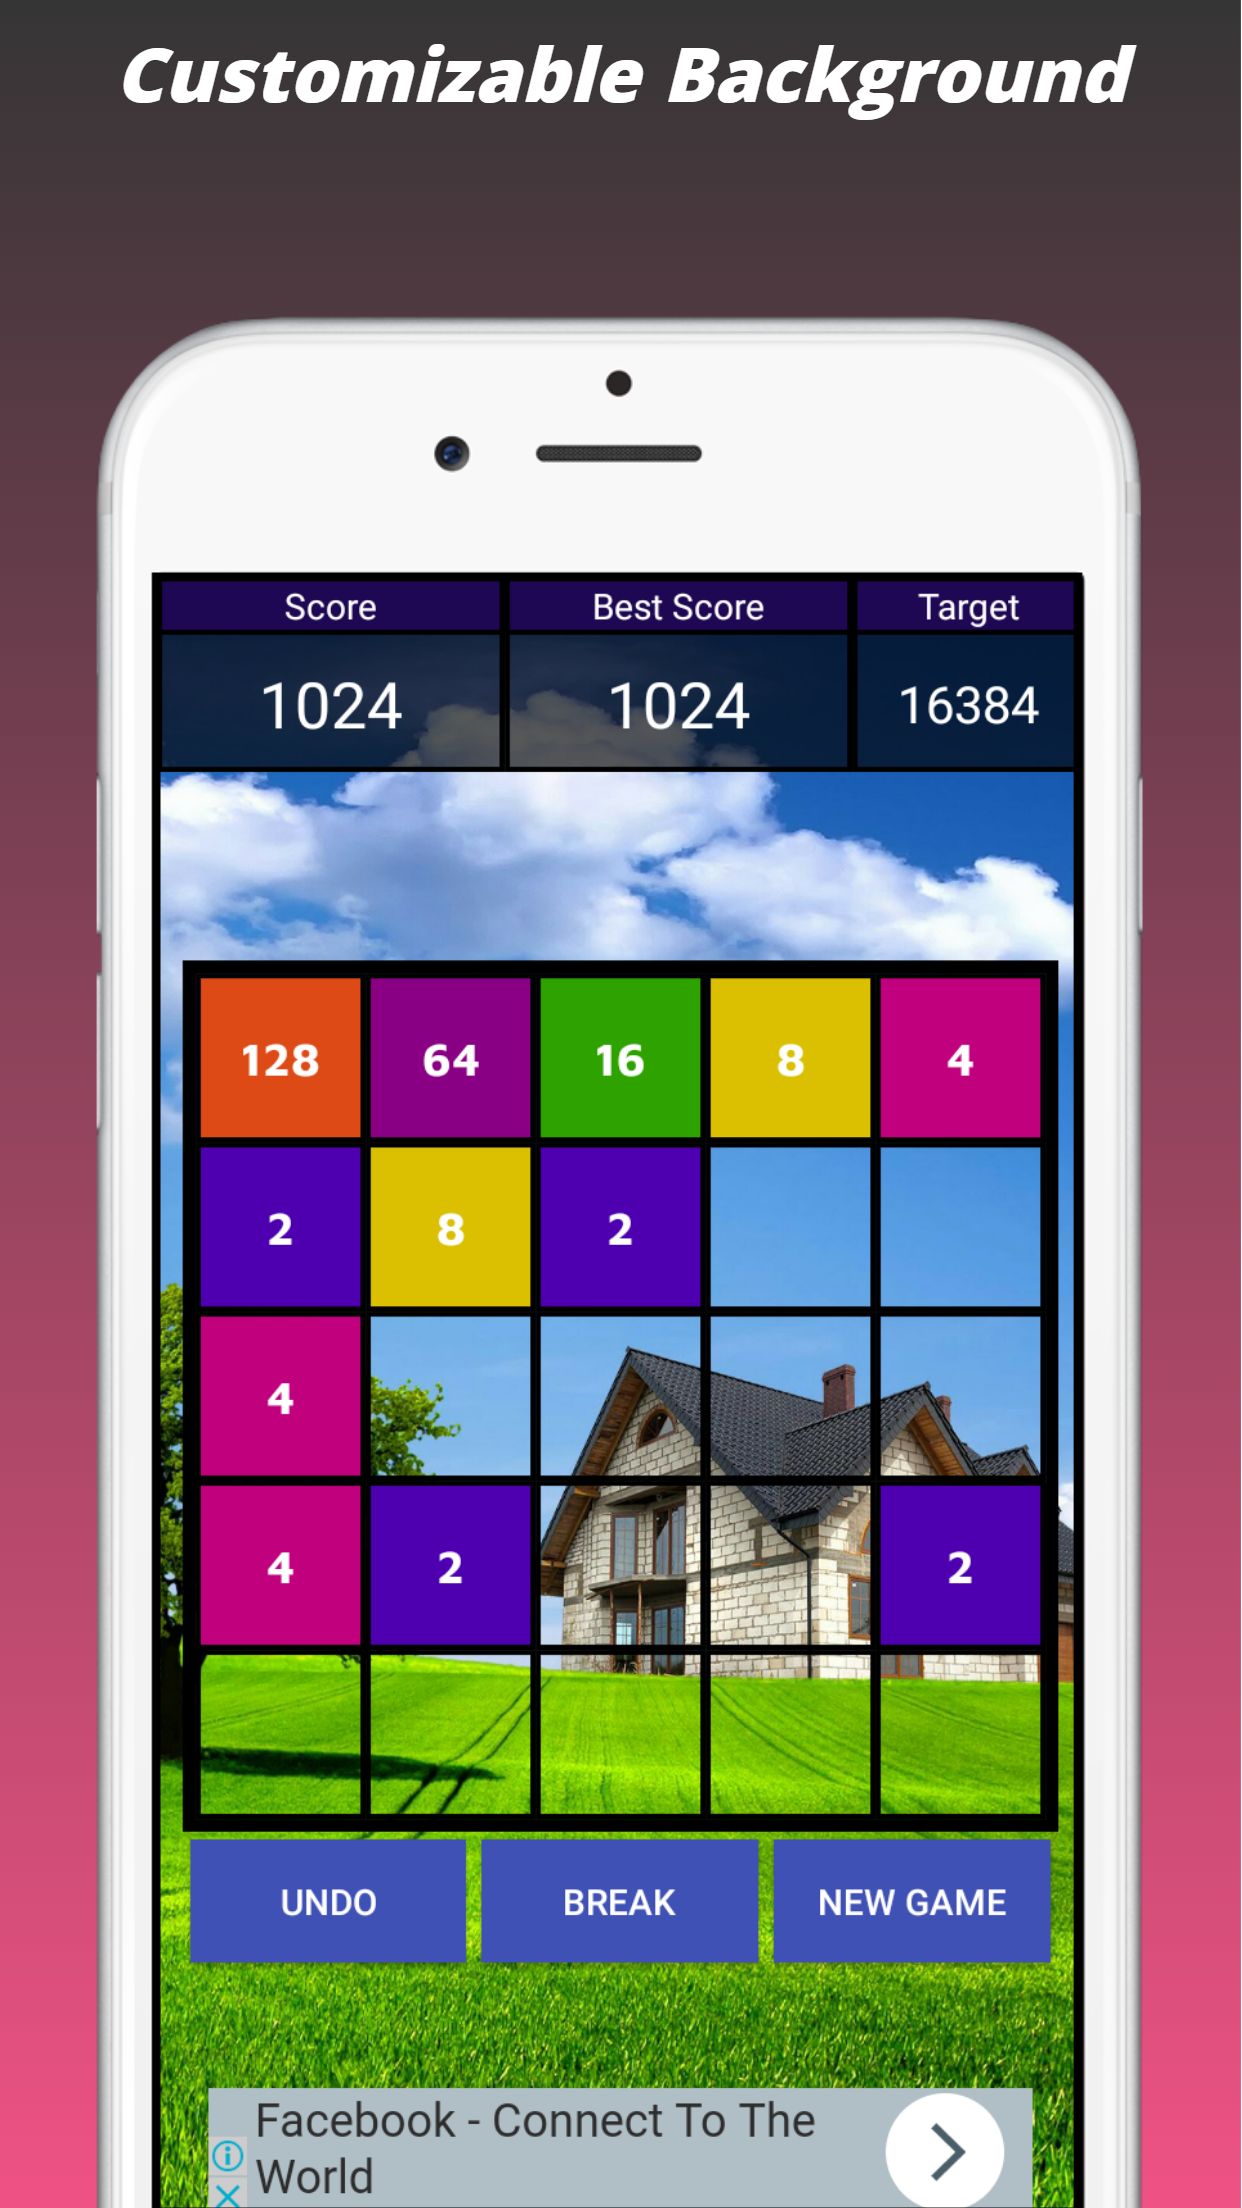 Customizable Background
Score Best Score Target
1024 1024 16384
128 64 16 8 4
2 8 2
4
4 2 2
UNDO BREAK NEW GAME
Facebook - Connect To The
World